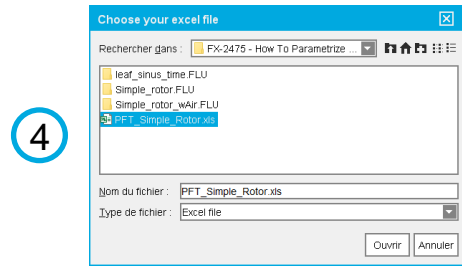 Choose your excel file
Rechercher dans : FX-2475 - How To Parametrize ...
leaf_sinus_time.FLU
Simple_rotor.FLU
Simple_rotor_wAir.FLU
PFT_Simple_Rotor.xls
4
Nom du fichier : PFT_Simple_Rotor.xls
Type de fichier : Excel file
Ouvrir Annuler